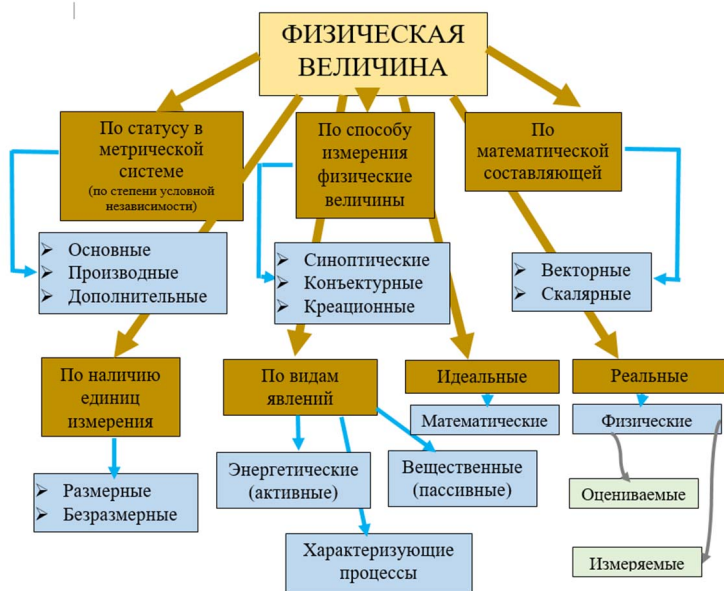 ФИЗИЧЕСКАЯ
ВЕЛИЧИНА
По статусу в
метрической
системе
(по степени условной
независимости)
По способу
измерения
физические
величины
По
математической
составляющей
Основные
Производные
Дополнительные
Синоптические
Конъектурные
Креационные
Векторные
Скалярные
По наличию
единиц
измерения
По видам
явлений
Идеальные
Реальные
Математические
Физические
Размерные
Безразмерные
Энергетические
(активные)
Вещественные
(пассивные)
Оцениваемые
Характеризующие
процессы
Измеряемые